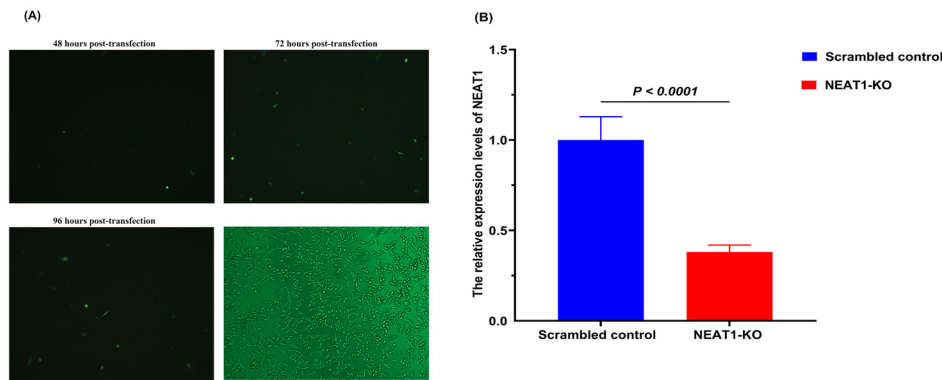 (A)
48 hours post-transfection
72 hours post-transfection
96 hours post-transfection
(B)
The relative expression levels of NEAT1
1.5
1.0
0.5
0.0
P < 0.0001
Scrambled control
NEAT1-KO
Scrambled control
NEAT1-KO